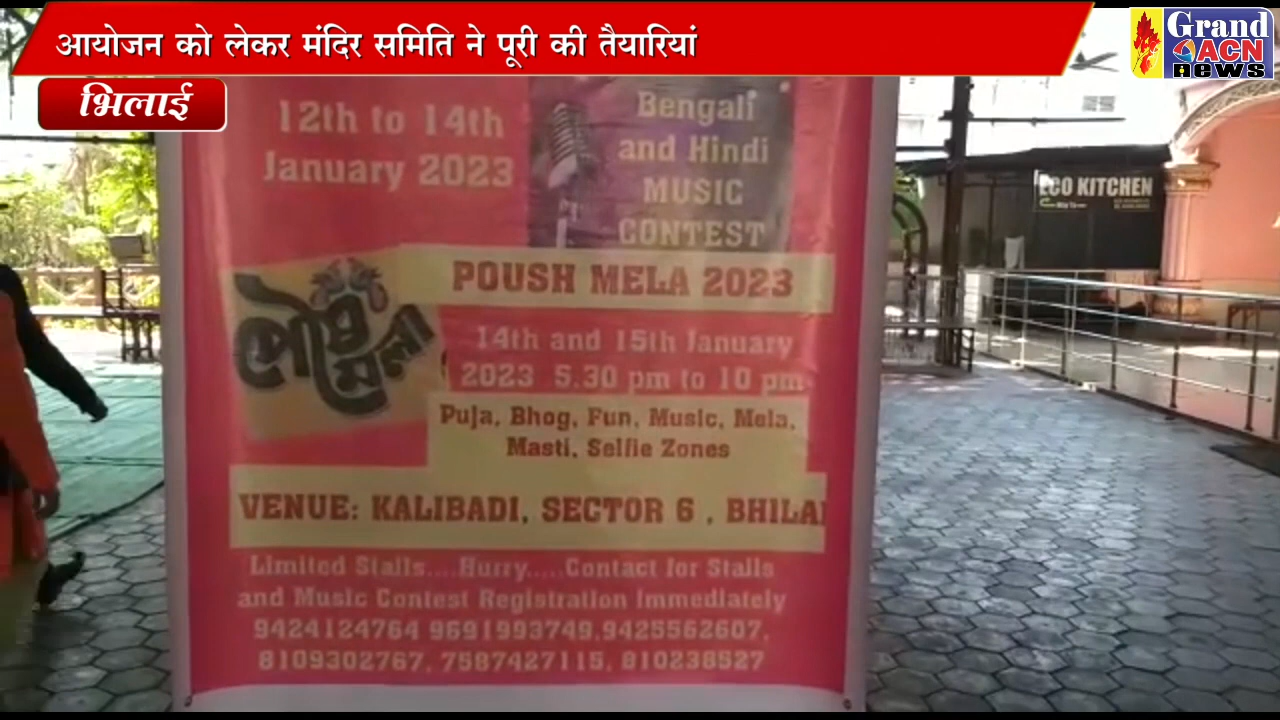 आयोजन को लेकर मंदिर समिति ने पूरी की तैयारियां
Grand
ACN
news
भिलाई
12th to 14th
January 2023
Bengali
and Hindi
MUSIC
CONTEST
ECO KITCHEN
POUSH MELA 2023
পৌষ
মেলা
14th and 15th January
2023 5.30 pm to 10 pm
Puja, Bhog, Fun, Music, Mela,
Masti, Selfie Zones
VENUE: KALIBADI, SECTOR 6 , BHILAI
Limited Stalls....Hurry.....Contact for Stalls
and Music Contest Registration Immediately
9424124764 9691993749,9425562607,
8109302767, 7587427115, 810238527